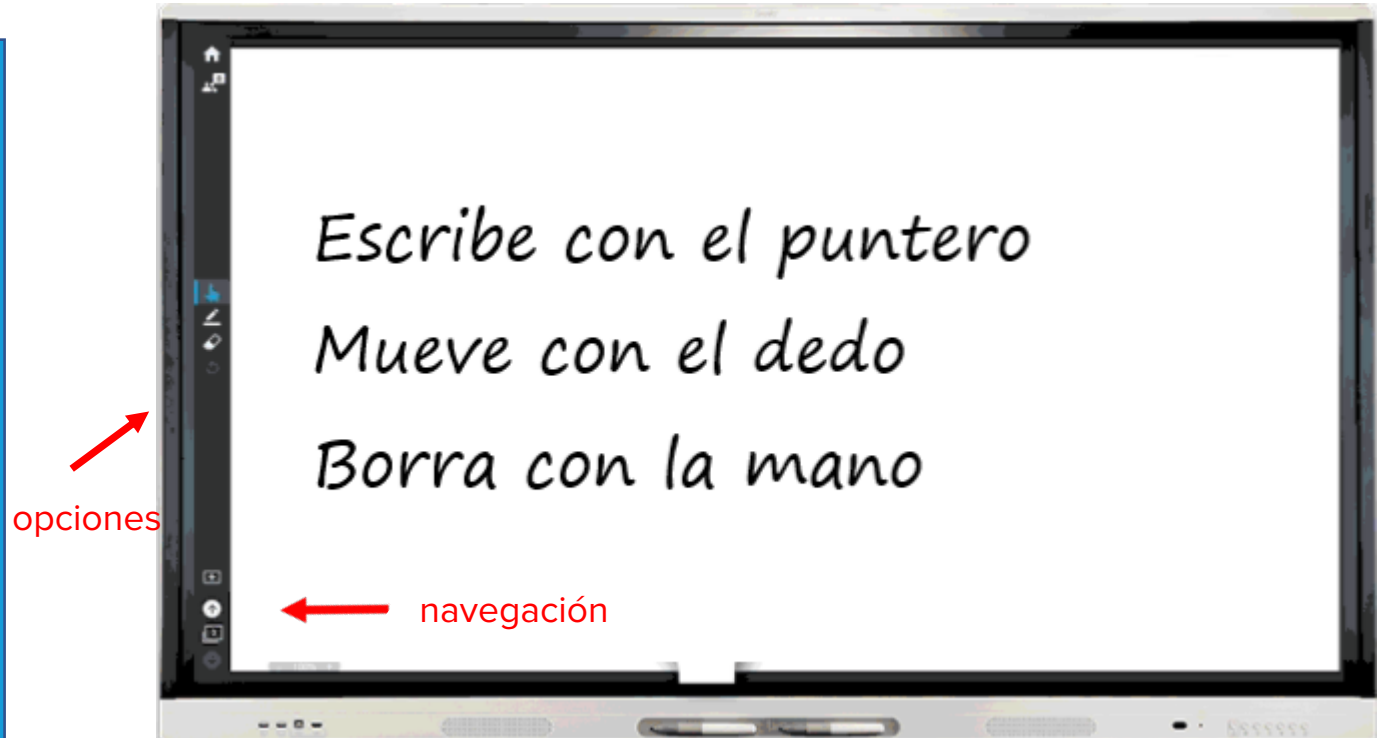 Escribe con el puntero
Mueve con el dedo
Borra con la mano
opciones
navegación